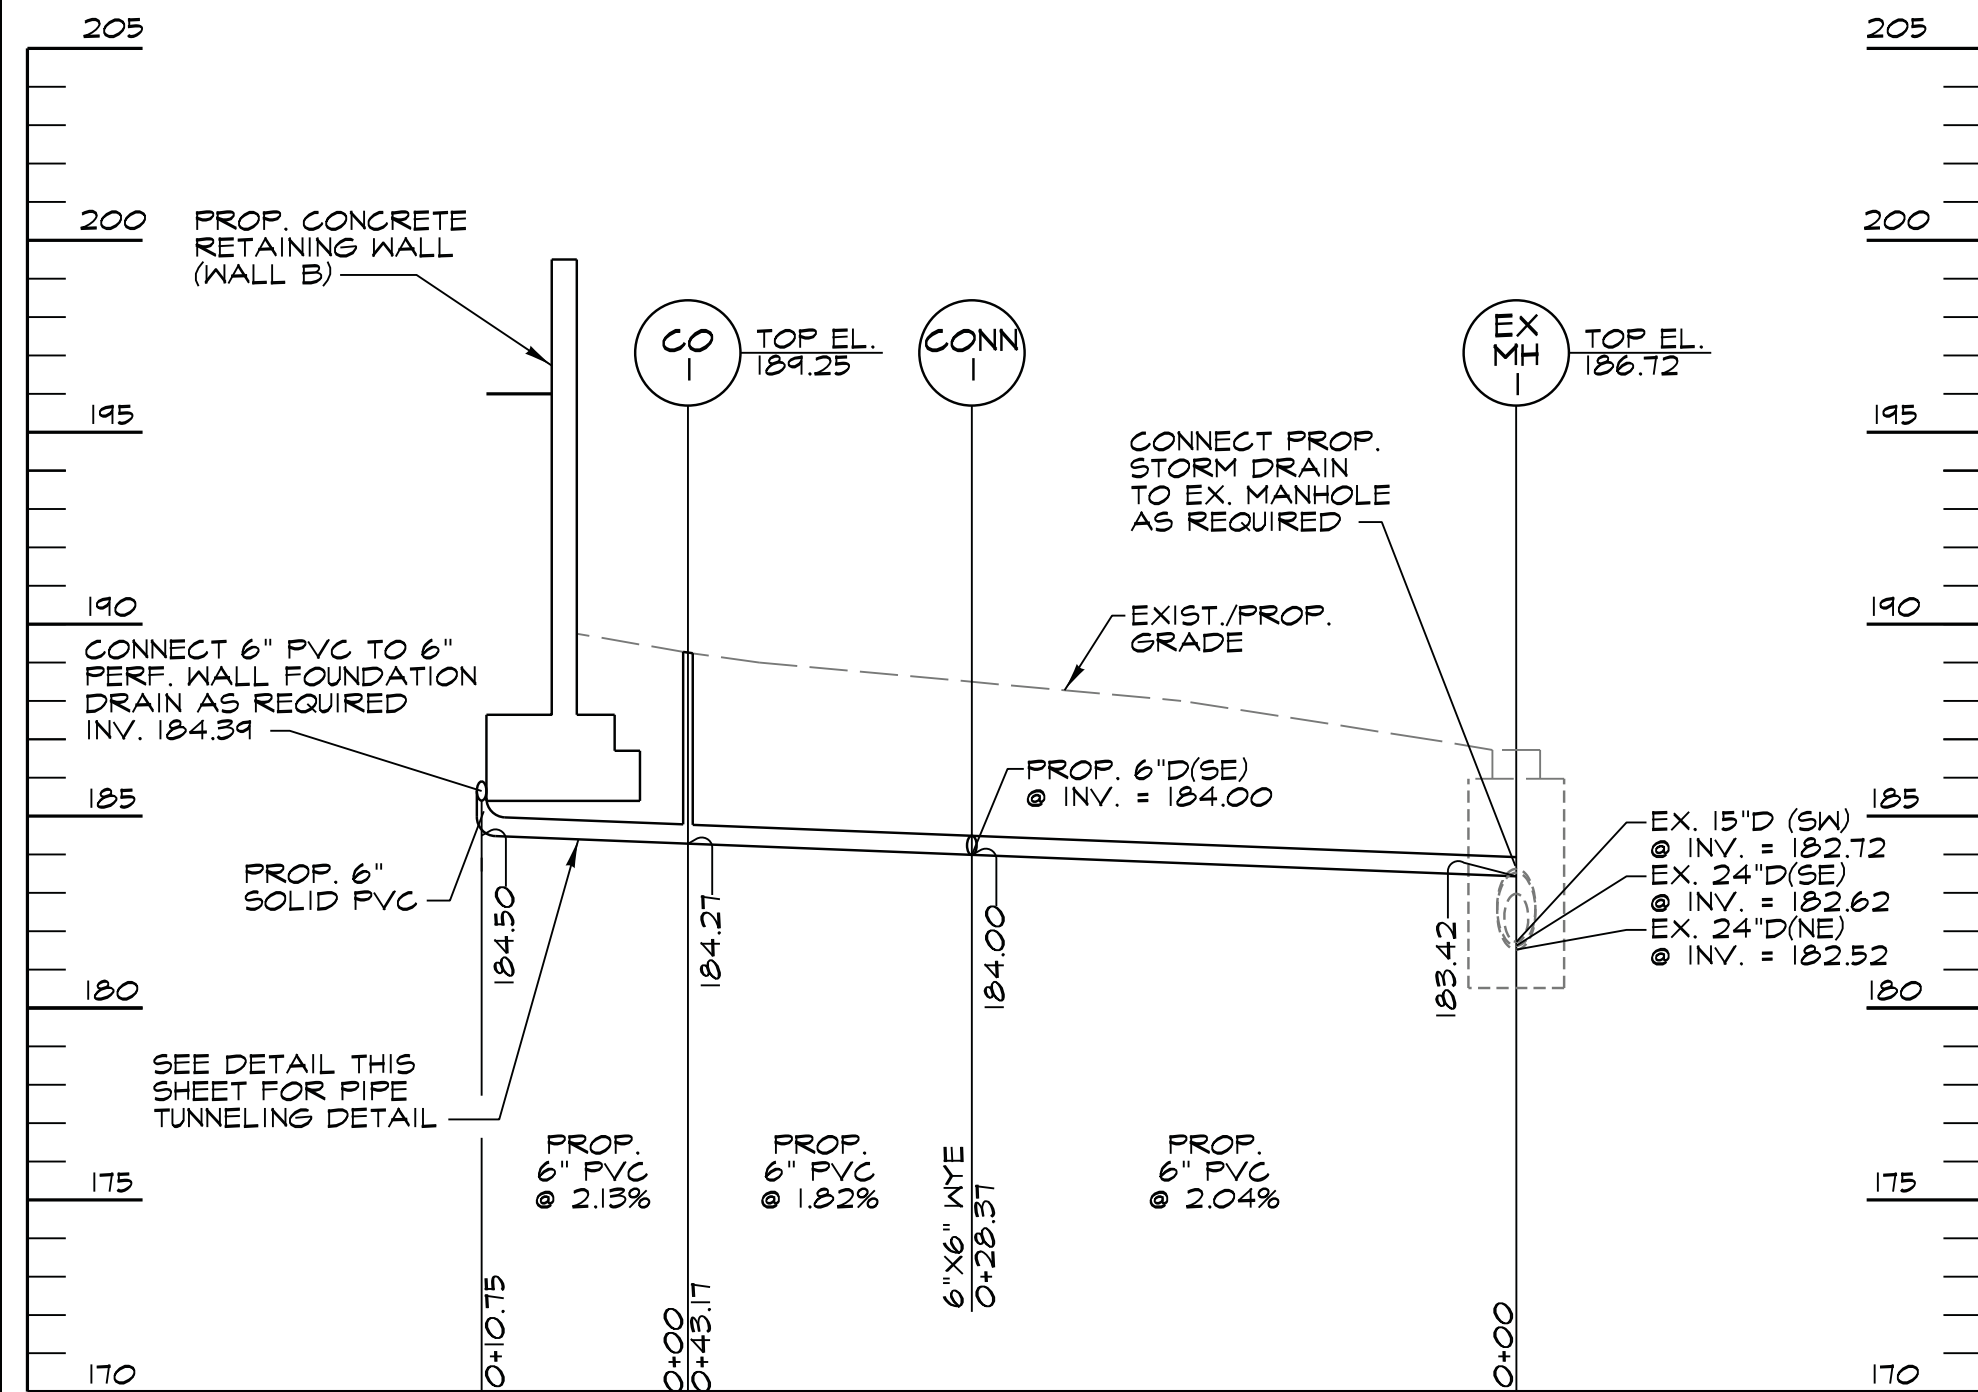 205
205
200
200
PROP. CONCRETE
RETAINING WALL
(WALL B)
CO
1
TOP EL.
189.25
CONN
1
EX
MH
1
TOP EL.
186.72
195
195
CONNECT PROP.
STORM DRAIN
TO EX. MANHOLE
AS REQUIRED
190
190
EXIST./PROP.
GRADE
CONNECT 6" PVC TO 6"
PERF. WALL FOUNDATION
DRAIN AS REQUIRED
INV. 184.39
PROP. 6"D(SE)
@ INV. = 184.00
185
185
EX. 15"D (SW)
@ INV. = 182.72
EX. 24"D(SE)
@ INV. = 182.62
EX. 24"D(NE)
@ INV. = 182.52
PROP. 6"
SOLID PVC
184.50
184.27
184.00
183.42
180
180
SEE DETAIL THIS
SHEET FOR PIPE
TUNNELING DETAIL
PROP.
6" PVC
@ 2.13%
PROP.
6" PVC
@ 1.82%
PROP.
6" PVC
@ 2.04%
175
175
6"X6" WYE
0+28.37
0+10.75
0+00
0+43.17
0+00
170
170